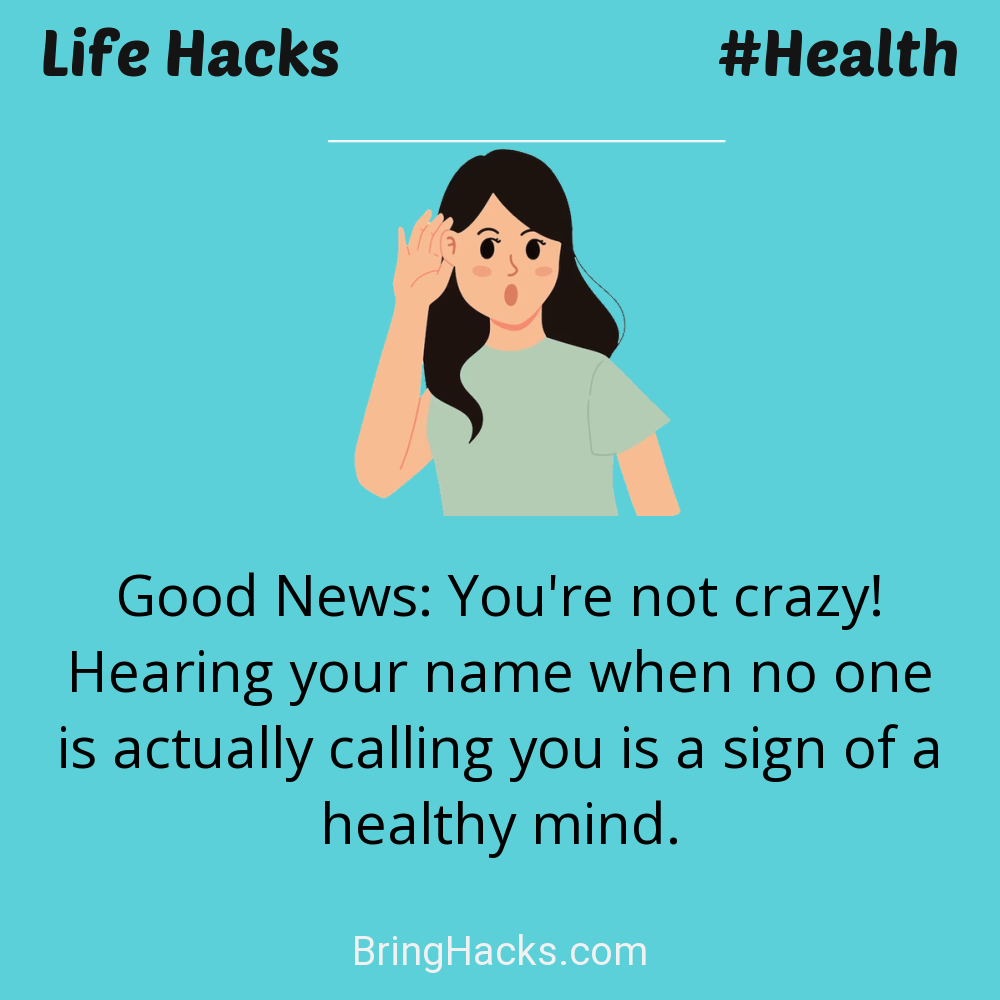 Life Hacks
#Health
Good News: You're not crazy!
Hearing your name when no one
is actually calling you is a sign of a
healthy mind.
BringHacks.com